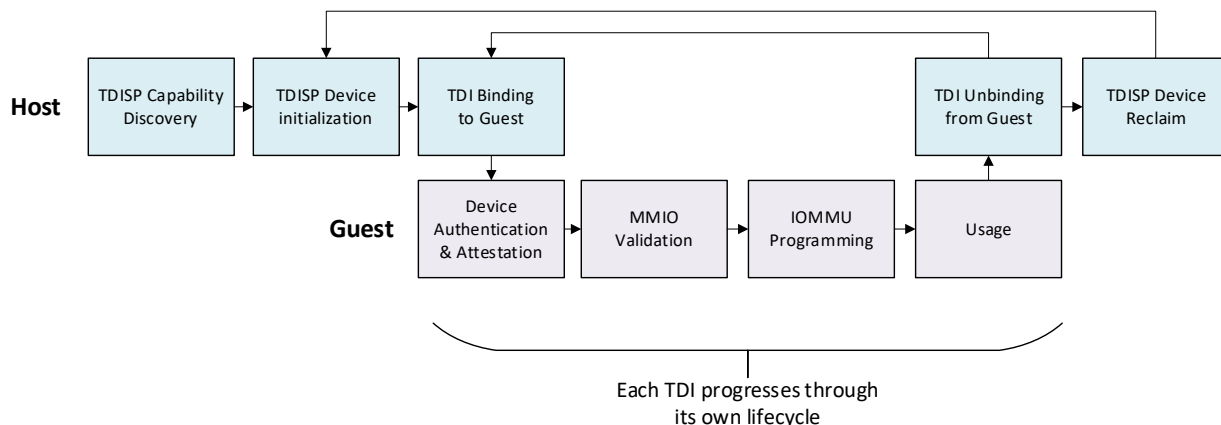 Host
TDISP Capability
Discovery
TDISP Device
initialization
TDI Binding
to Guest
TDI Unbinding
from Guest
TDISP Device
Reclaim
Guest
Device
Authentication
& Attestation
MMIO
Validation
IOMMU
Programming
Usage
Each TDI progresses through
its own lifecycle